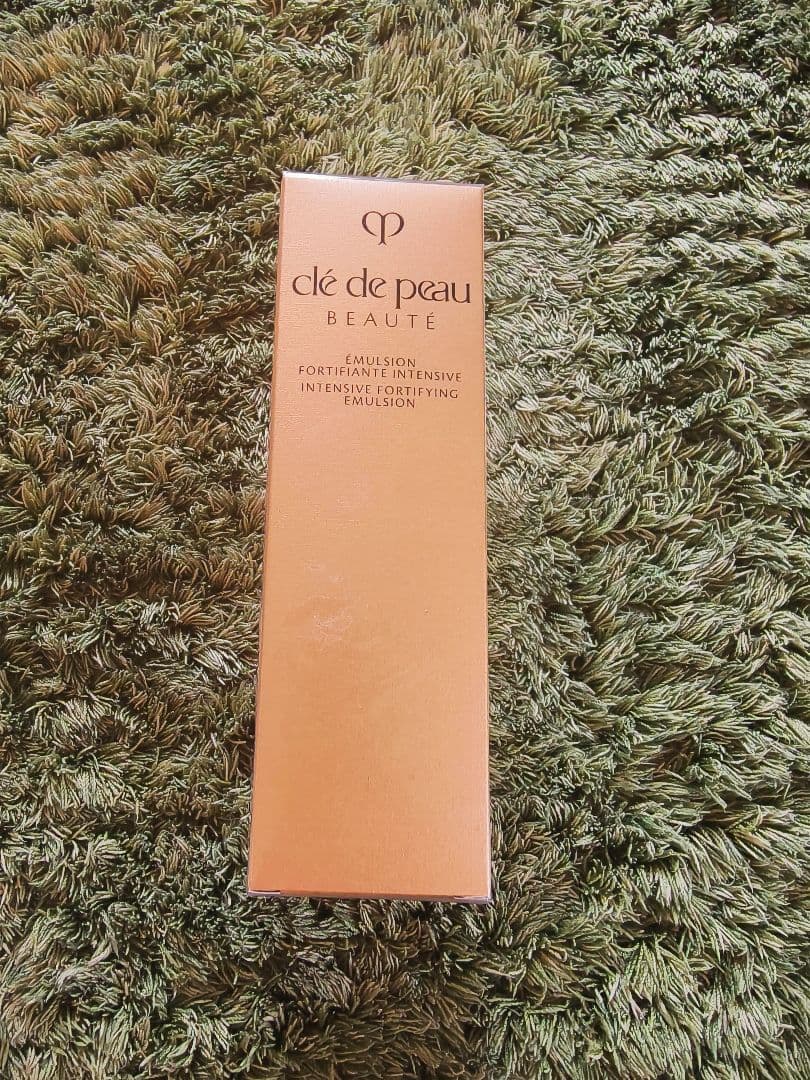 clé de peau
BEAUTÉ
ÉMULSION
FORTIFIANTE INTENSIVE
INTENSIVE FORTIFYING
EMULSION